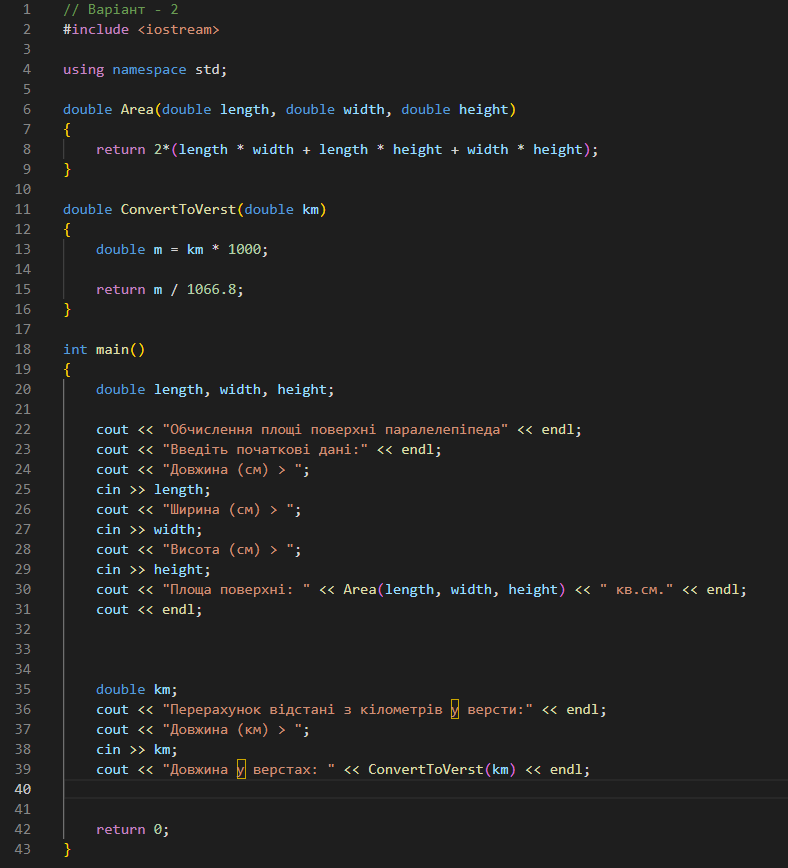 1 // Варіант - 2
2 #include <iostream>
3
4 using namespace std;
5
6 double Area(double length, double width, double height)
7 {
8 return 2*(length * width + length * height + width * height);
9 }
10
11 double ConvertToVerst(double km)
12 {
13 double m = km * 1000;
14
15 return m / 1066.8;
16 }
17
18 int main()
19 {
20 double length, width, height;
21
22 cout << "Обчислення площі поверхні паралелепіпеда" << endl;
23 cout << "Введіть початкові дані:" << endl;
24 cout << "Довжина (см) > ";
25 cin >> length;
26 cout << "Ширина (см) > ";
27 cin >> width;
28 cout << "Висота (см) > ";
29 cin >> height;
30 cout << "Площа поверхні: " << Area(length, width, height) << " кв.см." << endl;
31 cout << endl;
32
33
34
35 double km;
36 cout << "Перерахунок відстані з кілометрів у версти:" << endl;
37 cout << "Довжина (км) > ";
38 cin >> km;
39 cout << "Довжина у верстах: " << ConvertToVerst(km) << endl;
40
41
42 return 0;
43 }